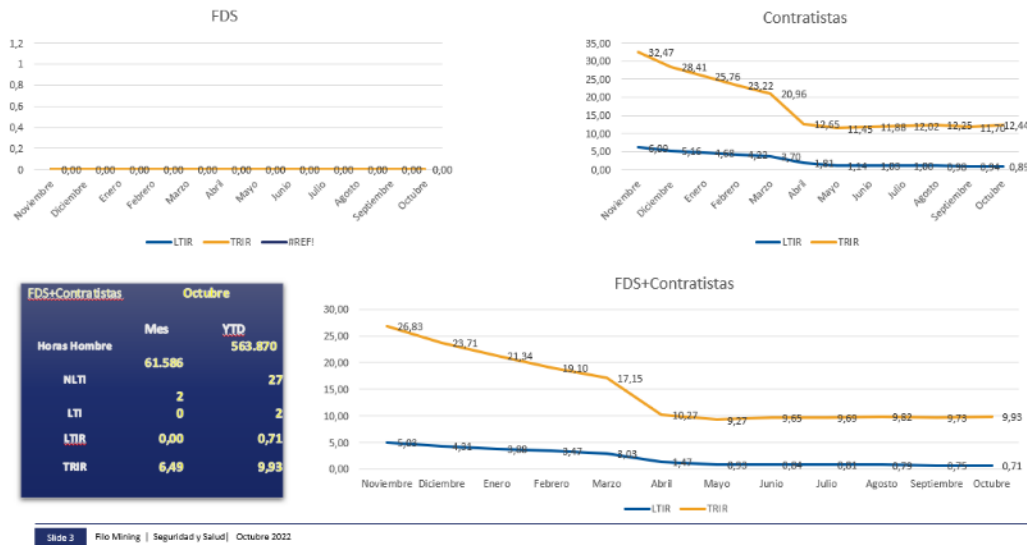 FDS
1,2
1
0,8
0,6
0,4
0,2
0
0,00 0,00 0,00 0,00 0,00 0,00 0,00 0,00 0,00 0,00 0,00 0,00
Noviembre Diciembre Enero Febrero Marzo Abril Mayo Junio Julio Agosto Septiembre Octubre
LTIR TRIR #REF!
Contratistas
35,00
30,00
25,00
20,00
15,00
10,00
5,00
0,00
32,47 28,41 25,76 23,22 20,96 12,65 11,45 11,88 12,02 12,25 11,70 12,44
5,16 4,68 4,22 3,70 1,81 1,14 1,00 0,98 0,94 0,89
Noviembre Diciembre Enero Febrero Marzo Abril Mayo Junio Julio Agosto Septiembre Octubre
LTIR TRIR
FDS+Contratistas Octubre
Mes YTD
Horas Hombre 61.586 563.870
NLTI 2 27
LTI 0 2
LTIR 0,00 0,71
TRIR 6,49 9,93
FDS+Contratistas
30,00
25,00
20,00
15,00
10,00
5,00
0,00
26,83 23,71 21,34 19,10 17,15 10,27 9,27 9,65 9,69 9,82 9,73 9,93
4,31 3,88 3,47 3,03 1,47 0,93 0,84 0,81 0,79 0,75 0,71
Noviembre Diciembre Enero Febrero Marzo Abril Mayo Junio Julio Agosto Septiembre Octubre
LTIR TRIR
Slide 3 Filo Mining | Seguridad y Salud| Octubre 2022